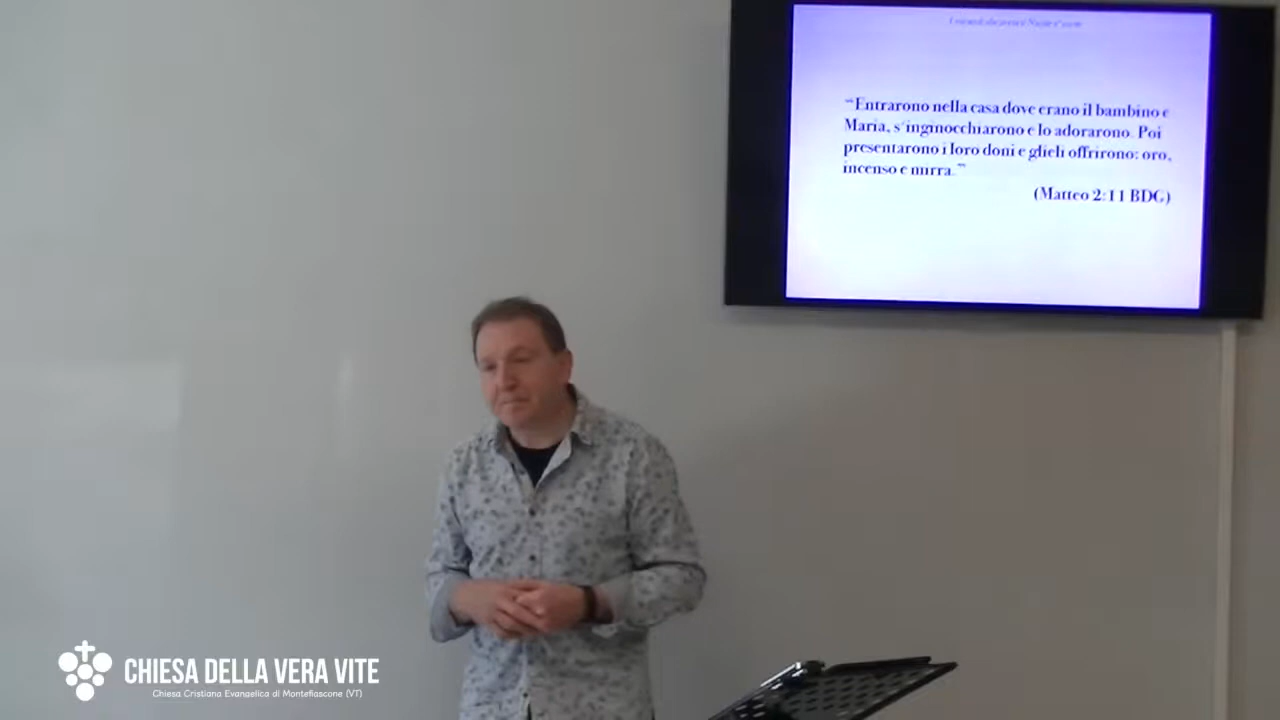 "“Entrarono nella casa dove erano il bambino e
Maria, s'inginocchiarono e lo adorarono. Poi
presentarono i loro doni e glieli offrirono: oro,
incenso e mirra.”"
(Matteo 2:11 BDG)
CHIESA DELLA VERA VITE
Chiesa Cristiana Evangelica di Montefiascone (VT)